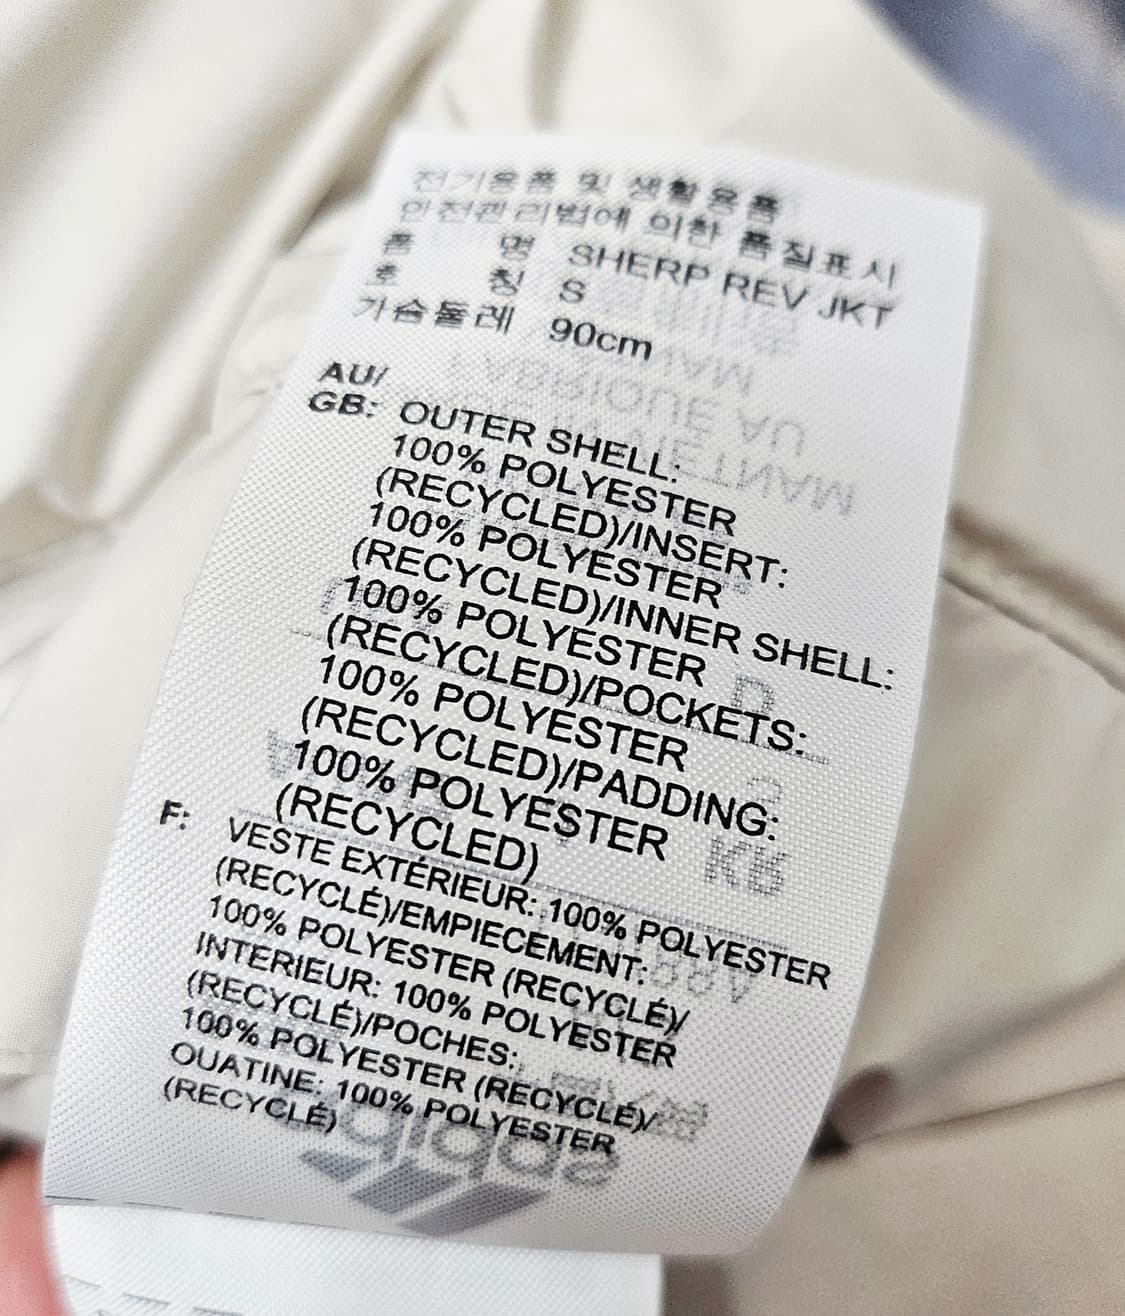 전기용품 및 생활용품
안전관리법에 의한 품질표시
품 명 SHERP REV JKT
호 칭 S
가슴둘레 90cm
AU/
GB: OUTER SHELL:
100% POLYESTER
(RECYCLED)/INSERT:
100% POLYESTER
(RECYCLED)/INNER SHELL:
100% POLYESTER
(RECYCLED)/POCKETS:
100% POLYESTER
(RECYCLED)/PADDING:
100% POLYESTER
(RECYCLED)
F: VESTE EXTÉRIEUR: 100% POLYESTER
(RECYCLÉ)/EMPIECEMENT:
100% POLYESTER (RECYCLÉ)/
INTERIEUR: 100% POLYESTER
(RECYCLÉ)/POCHES:
100% POLYESTER (RECYCLÉ)/
OUATINE: 100% POLYESTER
(RECYCLÉ)
adidas